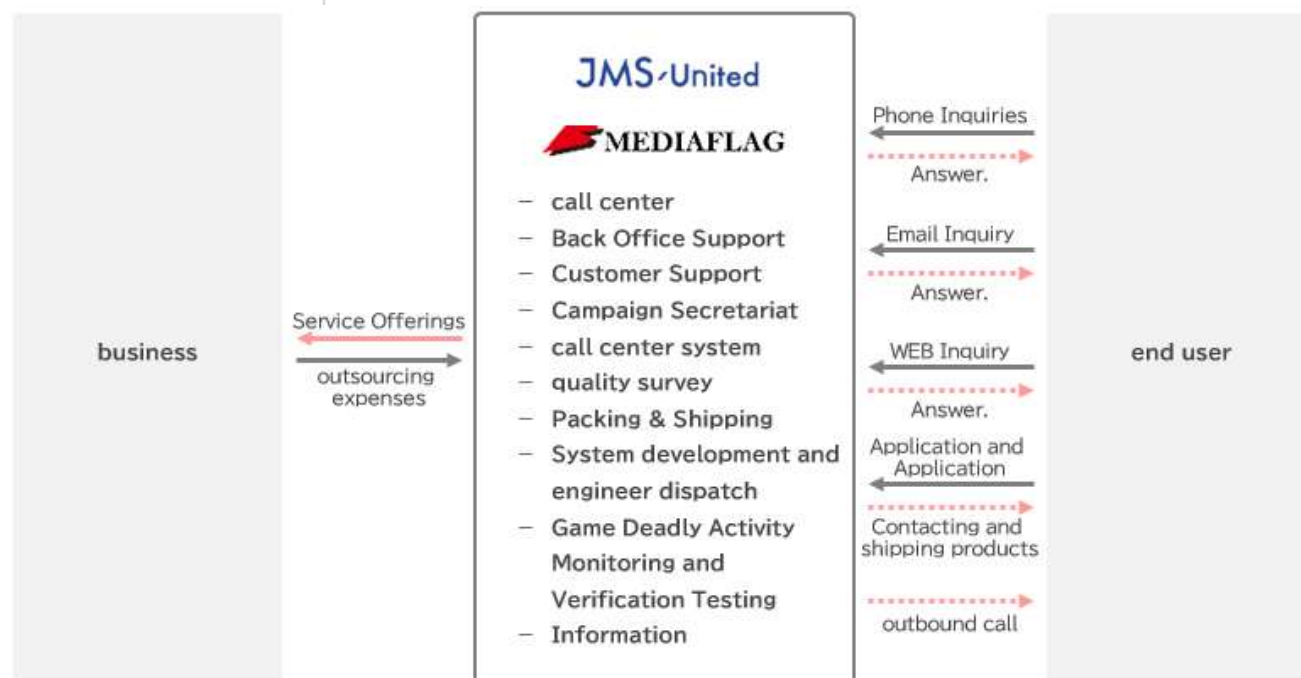 JMS United
MEDIAFLAG
– call center
– Back Office Support
– Customer Support
– Campaign Secretariat
– call center system
– quality survey
– Packing & Shipping
– System development and
engineer dispatch
– Game Deadly Activity
Monitoring and
Verification Testing
– Information
business
Service Offerings
outsourcing
expenses
Phone Inquiries
Answer.
Email Inquiry
Answer.
WEB Inquiry
Answer.
Application and
Application
Contacting and
shipping products
outbound call
end user